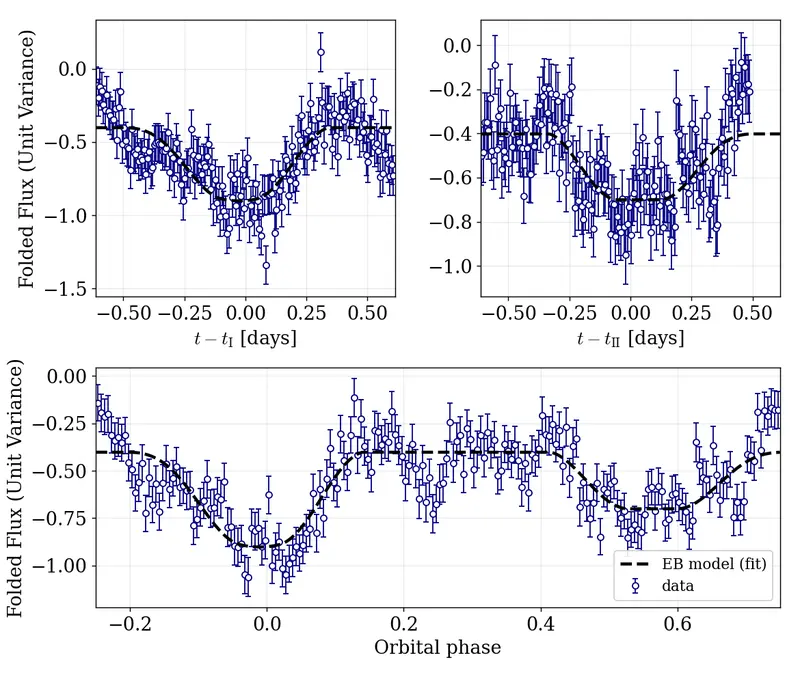 Folded Flux (Unit Variance)
0.0
−0.5
−1.0
−1.5
−0.50 −0.25 0.00 0.25 0.50
t − t_I [days]
0.0
−0.2
−0.4
−0.6
−0.8
−1.0
−0.50 −0.25 0.00 0.25 0.50
t − t_II [days]
Folded Flux (Unit Variance)
0.00
−0.25
−0.50
−0.75
−1.00
−0.2 0.0 0.2 0.4 0.6
Orbital phase
EB model (fit)
data